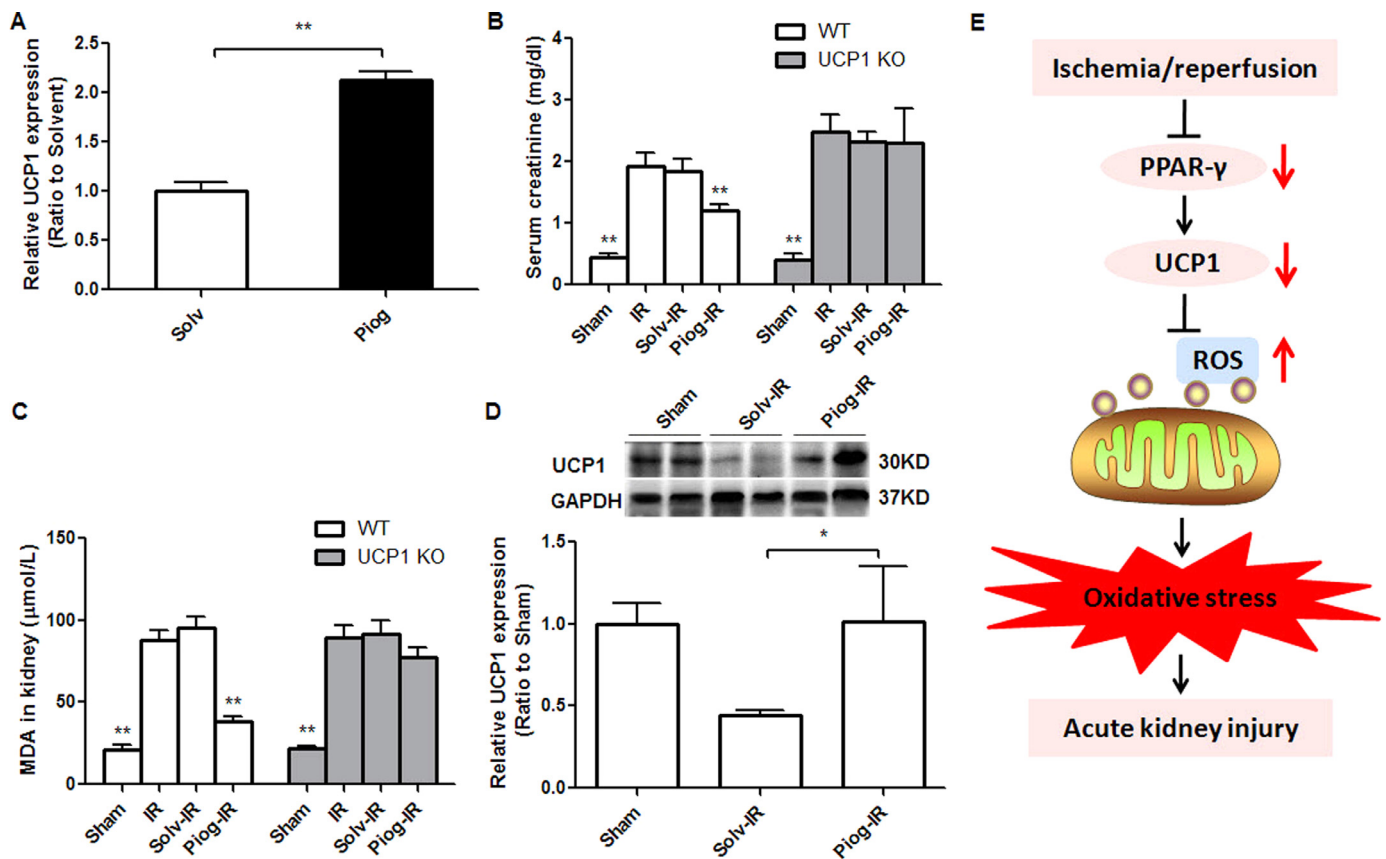 A
Relative UCP1 expression
(Ratio to Solvent)
2.5
2.0
1.5
1.0
0.5
0.0
**
Solv
Piog
B
WT
UCP1 KO
Serum creatinine (mg/dl)
4
3
2
1
0
**
**
**
Sham
IR
Solv-IR
Piog-IR
Sham
IR
Solv-IR
Piog-IR
C
WT
UCP1 KO
MDA in kidney (μmol/L)
150
100
50
0
**
**
**
Sham
IR
Solv-IR
Piog-IR
Sham
IR
Solv-IR
Piog-IR
D
Sham
Solv-IR
Piog-IR
UCP1
30KD
GAPDH
37KD
Relative UCP1 expression
(Ratio to Sham)
1.5
1.0
0.5
0.0
*
Sham
Solv-IR
Piog-IR
E
Ischemia/reperfusion
PPAR-γ
UCP1
ROS
Oxidative stress
Acute kidney injury